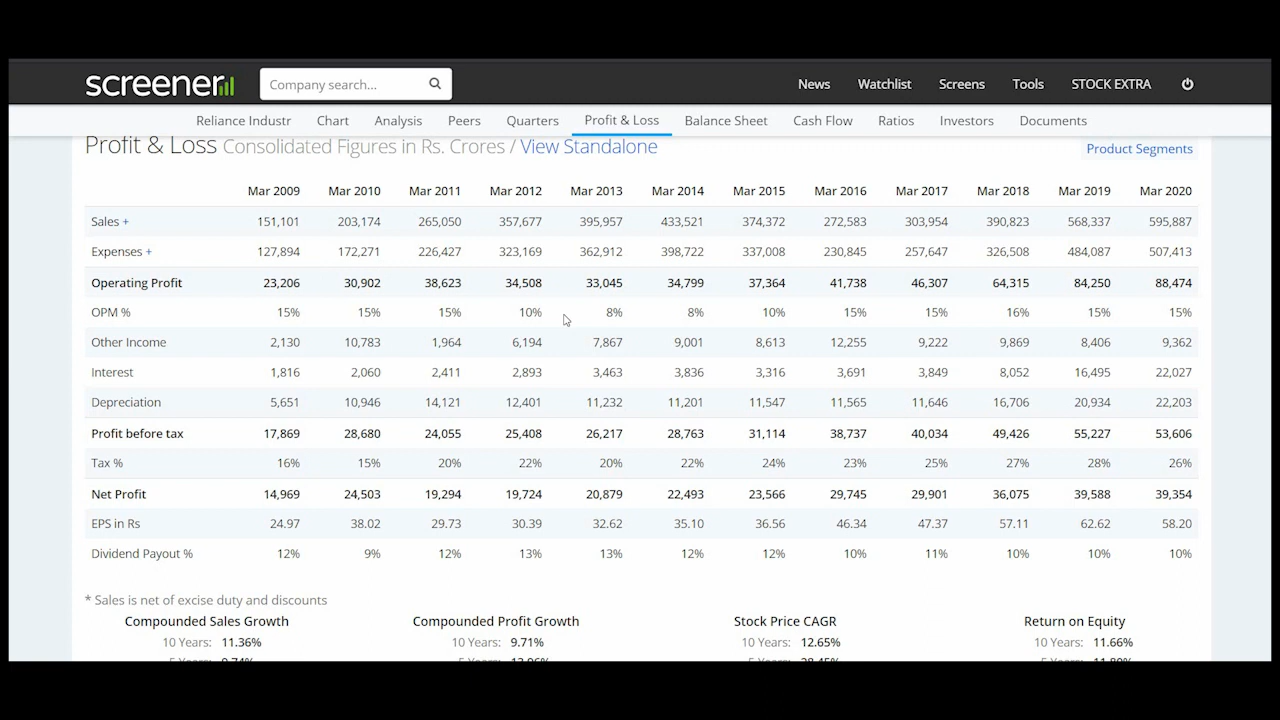 screener
Company search...
News Watchlist Screens Tools STOCK EXTRA
Reliance Industr Chart Analysis Peers Quarters Profit & Loss Balance Sheet Cash Flow Ratios Investors Documents
Profit & Loss Consolidated Figures in Rs. Crores / View Standalone
Product Segments
Mar 2009 Mar 2010 Mar 2011 Mar 2012 Mar 2013 Mar 2014 Mar 2015 Mar 2016 Mar 2017 Mar 2018 Mar 2019 Mar 2020
Sales + 151,101 203,174 265,050 357,677 395,957 433,521 374,372 272,583 303,954 390,823 568,337 595,887
Expenses + 127,894 172,271 226,427 323,169 362,912 398,722 337,008 230,845 257,647 326,508 484,087 507,413
Operating Profit 23,206 30,902 38,623 34,508 33,045 34,799 37,364 41,738 46,307 64,315 84,250 88,474
OPM % 15% 15% 15% 10% 8% 8% 10% 15% 15% 16% 15% 15%
Other Income 2,130 10,783 1,964 6,194 7,867 9,001 8,613 12,255 9,222 9,869 8,406 9,362
Interest 1,816 2,060 2,411 2,893 3,463 3,836 3,316 3,691 3,849 8,052 16,495 22,027
Depreciation 5,651 10,946 14,121 12,401 11,232 11,201 11,547 11,565 11,646 16,706 20,934 22,203
Profit before tax 17,869 28,680 24,055 25,408 26,217 28,763 31,114 38,737 40,034 49,426 55,227 53,606
Tax % 16% 15% 20% 22% 20% 22% 24% 23% 25% 27% 28% 26%
Net Profit 14,969 24,503 19,294 19,724 20,879 22,493 23,566 29,745 29,901 36,075 39,588 39,354
EPS in Rs 24.97 38.02 29.73 30.39 32.62 35.10 36.56 46.34 47.37 57.11 62.62 58.20
Dividend Payout % 12% 9% 12% 13% 13% 12% 12% 10% 11% 10% 10% 10%
* Sales is net of excise duty and discounts
Compounded Sales Growth Compounded Profit Growth Stock Price CAGR Return on Equity
10 Years: 11.36% 10 Years: 9.71% 10 Years: 12.65% 10 Years: 11.66%